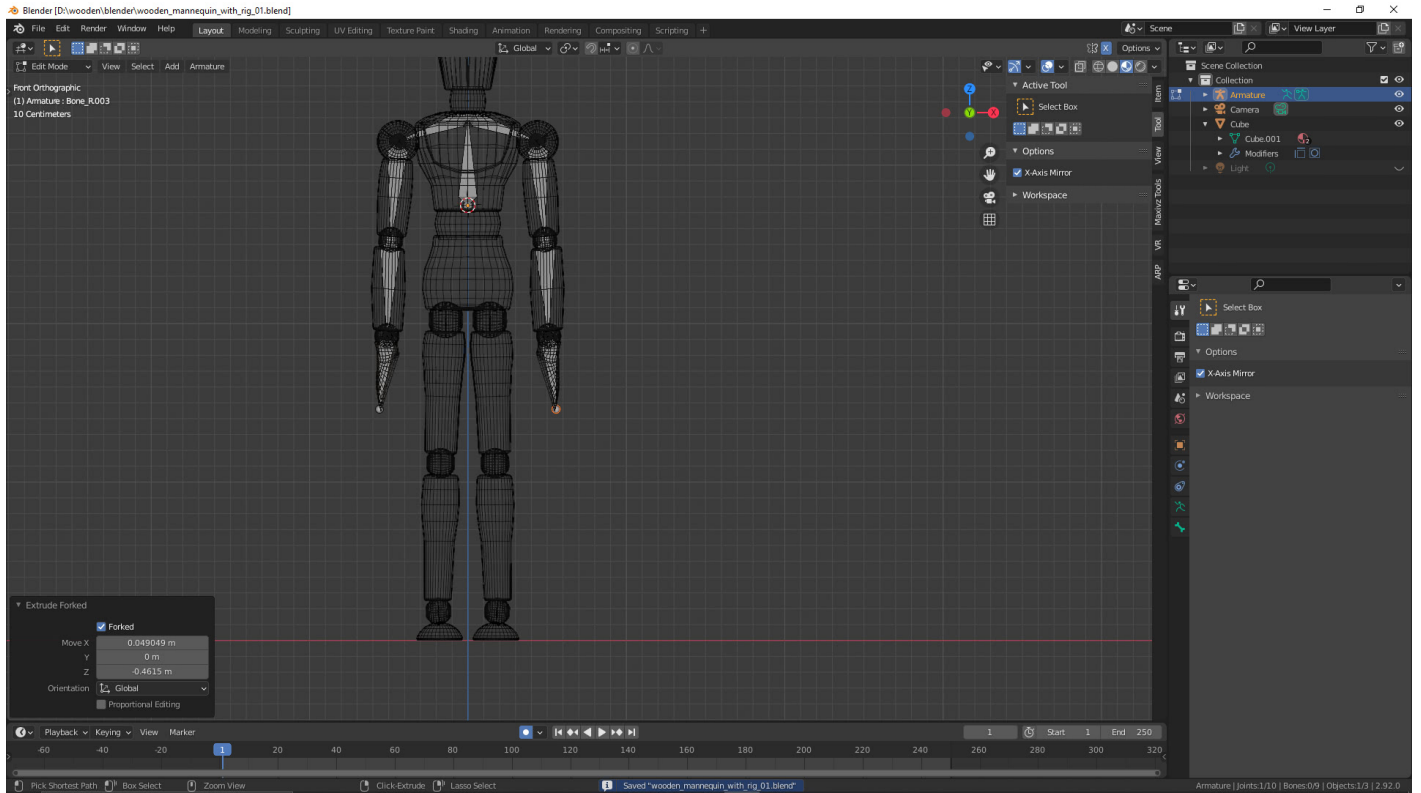 Blender [D:\wooden\blender\wooden_mannequin_with_rig_01.blend]
File Edit Render Window Help Layout Modeling Sculpting UV Editing Texture Paint Shading Animation Rendering Compositing Scripting + Scene View Layer
Global Options
Edit Mode View Select Add Armature
Front Orthographic
(1) Armature : Bone_R.003
10 Centimeters
Z
Y
X
Active Tool
Select Box
Options
X-Axis Mirror
Workspace
Item
Tool
View
Maxivz Tools
VR
ARP
Scene Collection
Collection
Armature
Camera
Cube
Cube.001
2
Modifiers
Light
Select Box
Options
X-Axis Mirror
Workspace
Extrude Forked
Forked
Move X 0.049049 m
Y 0 m
Z -0.4615 m
Orientation Global
Proportional Editing
Playback Keying View Marker 1 Start 1 End 250
-60 -40 -20 1 20 40 60 80 100 120 140 160 180 200 220 240 260 280 300 320
Pick Shortest Path Box Select Zoom View Click-Extrude Lasso Select Saved "wooden_mannequin_with_rig_01.blend" Armature | Joints:1/10 | Bones:0/9 | Objects:1/3 | 2.92.0